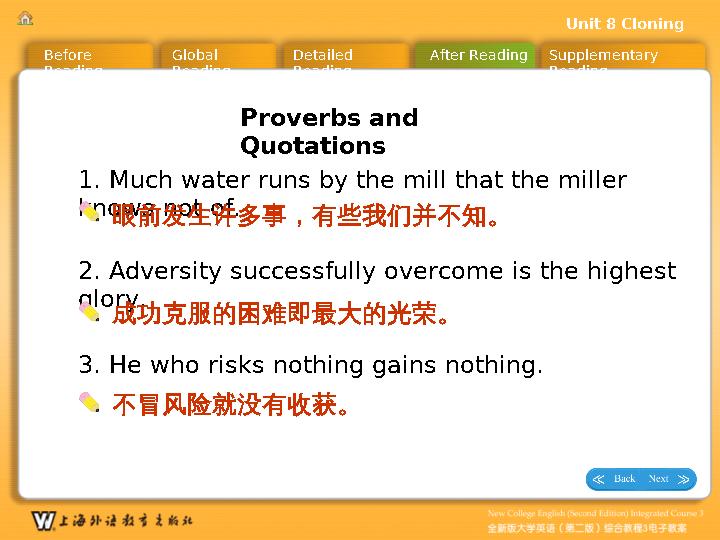 Unit 8 Cloning
Before
Reading
Global
Reading
Detailed
Reading
After Reading
Supplementary
Reading
Proverbs and
Quotations
1. Much water runs by the mill that the miller
knows not of.
眼前发生许多事，有些我们并不知。
2. Adversity successfully overcome is the highest
glory.
成功克服的困难即最大的光荣。
3. He who risks nothing gains nothing.
不冒风险就没有收获。
Back Next
上海外语教育出版社
New College English (Second Edition) Integrated Course 3
全新版大学英语（第二版）综合教程3电子教案